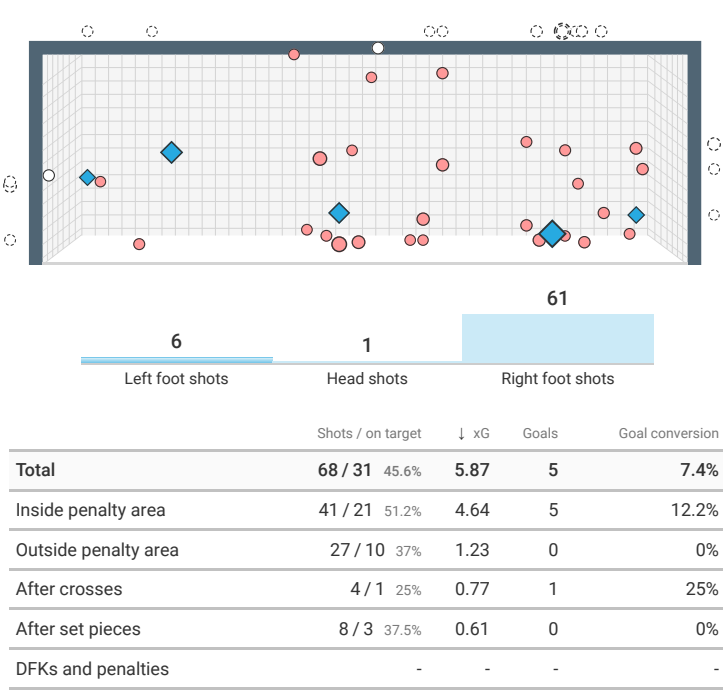 61
6
1
Left foot shots Head shots Right foot shots
Shots / on target ↓ xG Goals Goal conversion
Total 68 / 31 45.6% 5.87 5 7.4%
Inside penalty area 41 / 21 51.2% 4.64 5 12.2%
Outside penalty area 27 / 10 37% 1.23 0 0%
After crosses 4 / 1 25% 0.77 1 25%
After set pieces 8 / 3 37.5% 0.61 0 0%
DFKs and penalties - - - -